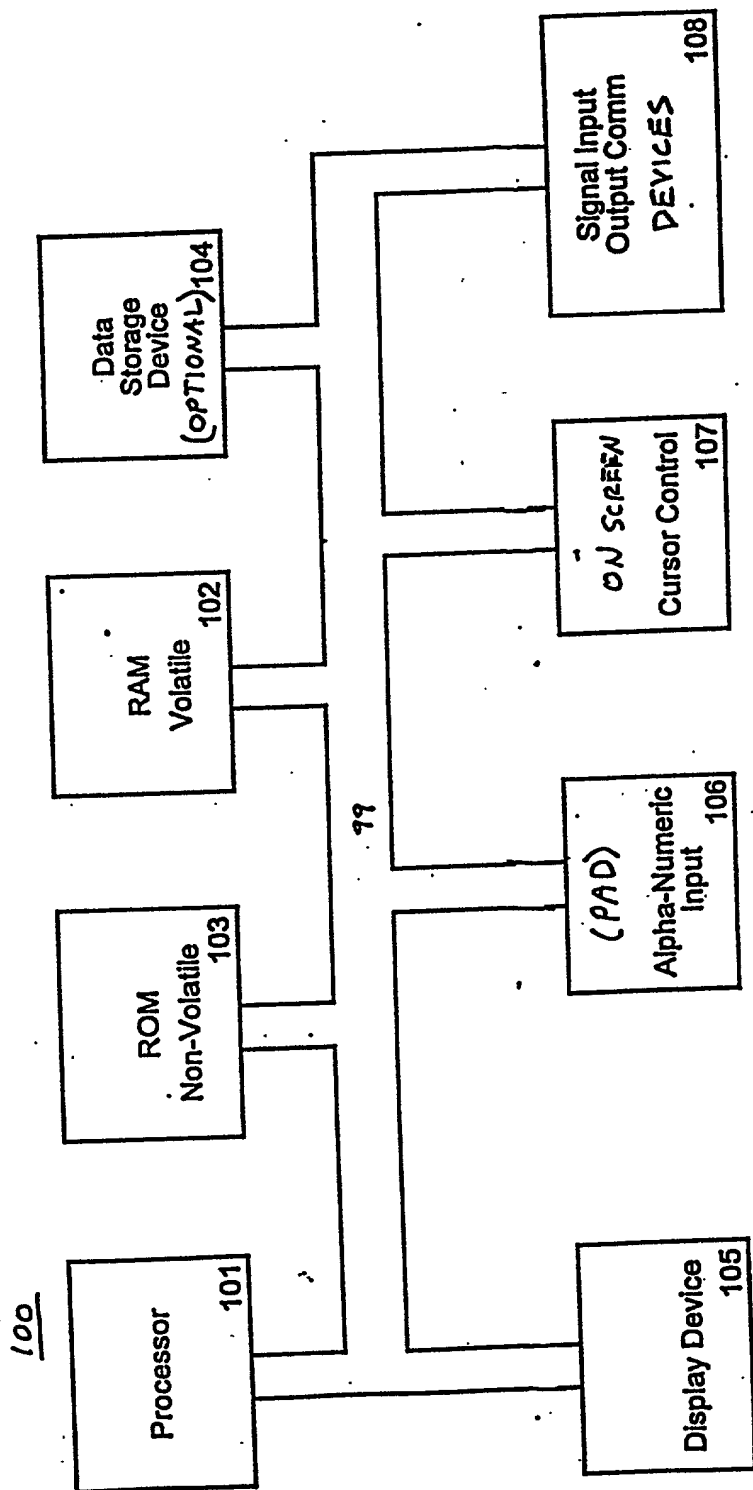 100
Processor
101
ROM
Non-Volatile
103
RAM
Volatile
102
Data
Storage
Device
(OPTIONAL)
104
99
Display Device
105
(PAD)
Alpha-Numeric
Input
106
ON SCREEN
Cursor Control
107
Signal Input
Output Comm
DEVICES
108